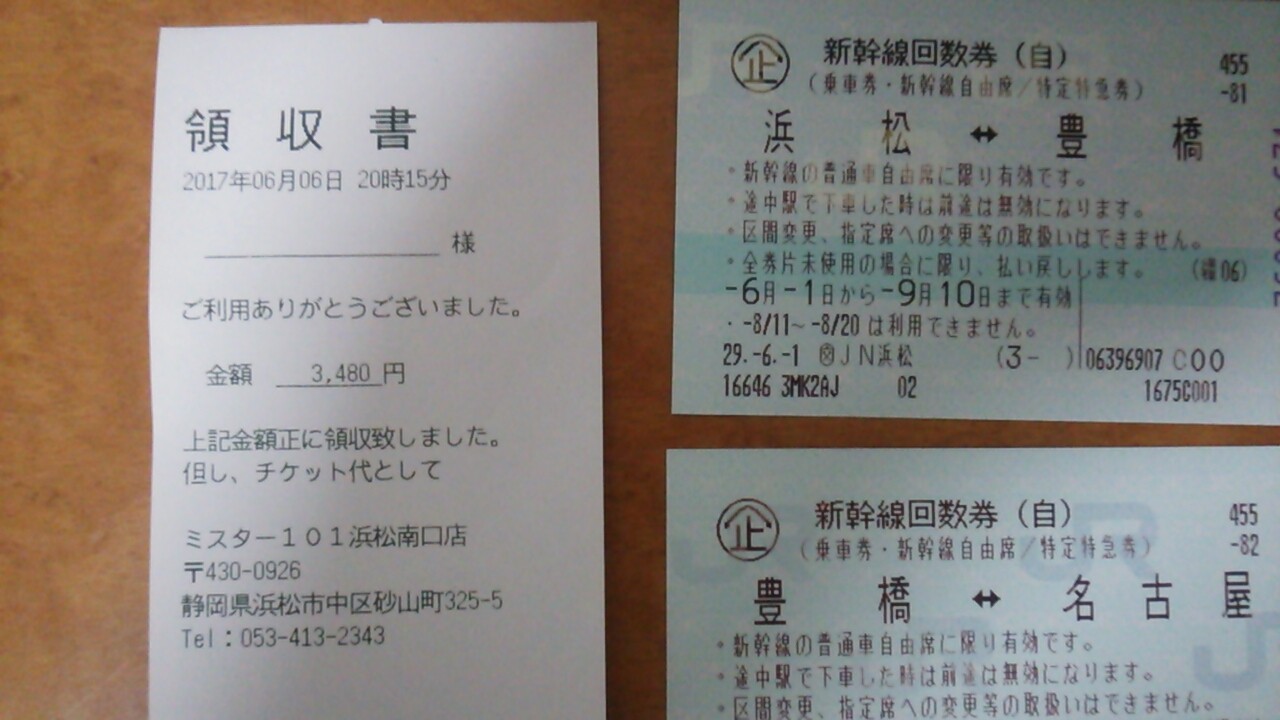 領収書
2017年06月06日 20時15分
様
ご利用ありがとうございました。
金額 3,480 円
上記金額正に領収致しました。
但し、チケット代として
ミスター１０１浜松南口店
〒430-0926
静岡県浜松市中区砂山町325-5
Tel：053-413-2343
企 新幹線回数券（自） 455
（乗車券・新幹線自由席／特定特急券） -81
浜松 ↔ 豊橋
・新幹線の普通車自由席に限り有効です。
・途中駅で下車した時は前途は無効になります。
・区間変更、指定席への変更等の取扱いはできません。
・全券片未使用の場合に限り、払い戻しします。
-6月-1日から-9月10日まで有効
・-8/11～-8/20 は利用できません。
29.-6.-1 JN浜松 (3- ) 06396907 C00
16646 3MK2AJ 02 1675G001
企 新幹線回数券（自） 455
（乗車券・新幹線自由席／特定特急券） -82
豊橋 ↔ 名古屋
・新幹線の普通車自由席に限り有効です。
・途中駅で下車した時は前途は無効になります。
・区間変更、指定席への変更等の取扱いはできません。